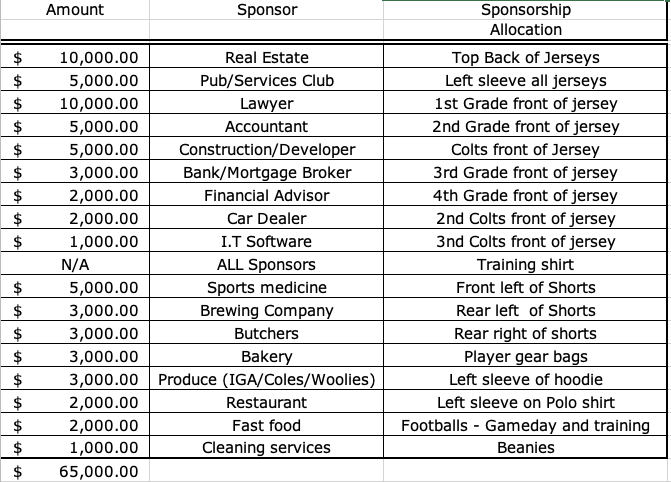 Amount Sponsor Sponsorship
Allocation
$ 10,000.00 Real Estate Top Back of Jerseys
$ 5,000.00 Pub/Services Club Left sleeve all jerseys
$ 10,000.00 Lawyer 1st Grade front of jersey
$ 5,000.00 Accountant 2nd Grade front of jersey
$ 5,000.00 Construction/Developer Colts front of Jersey
$ 3,000.00 Bank/Mortgage Broker 3rd Grade front of jersey
$ 2,000.00 Financial Advisor 4th Grade front of jersey
$ 2,000.00 Car Dealer 2nd Colts front of jersey
$ 1,000.00 I.T Software 3nd Colts front of jersey
N/A ALL Sponsors Training shirt
$ 5,000.00 Sports medicine Front left of Shorts
$ 3,000.00 Brewing Company Rear left of Shorts
$ 3,000.00 Butchers Rear right of shorts
$ 3,000.00 Bakery Player gear bags
$ 3,000.00 Produce (IGA/Coles/Woolies) Left sleeve of hoodie
$ 2,000.00 Restaurant Left sleeve on Polo shirt
$ 2,000.00 Fast food Footballs - Gameday and training
$ 1,000.00 Cleaning services Beanies
$ 65,000.00